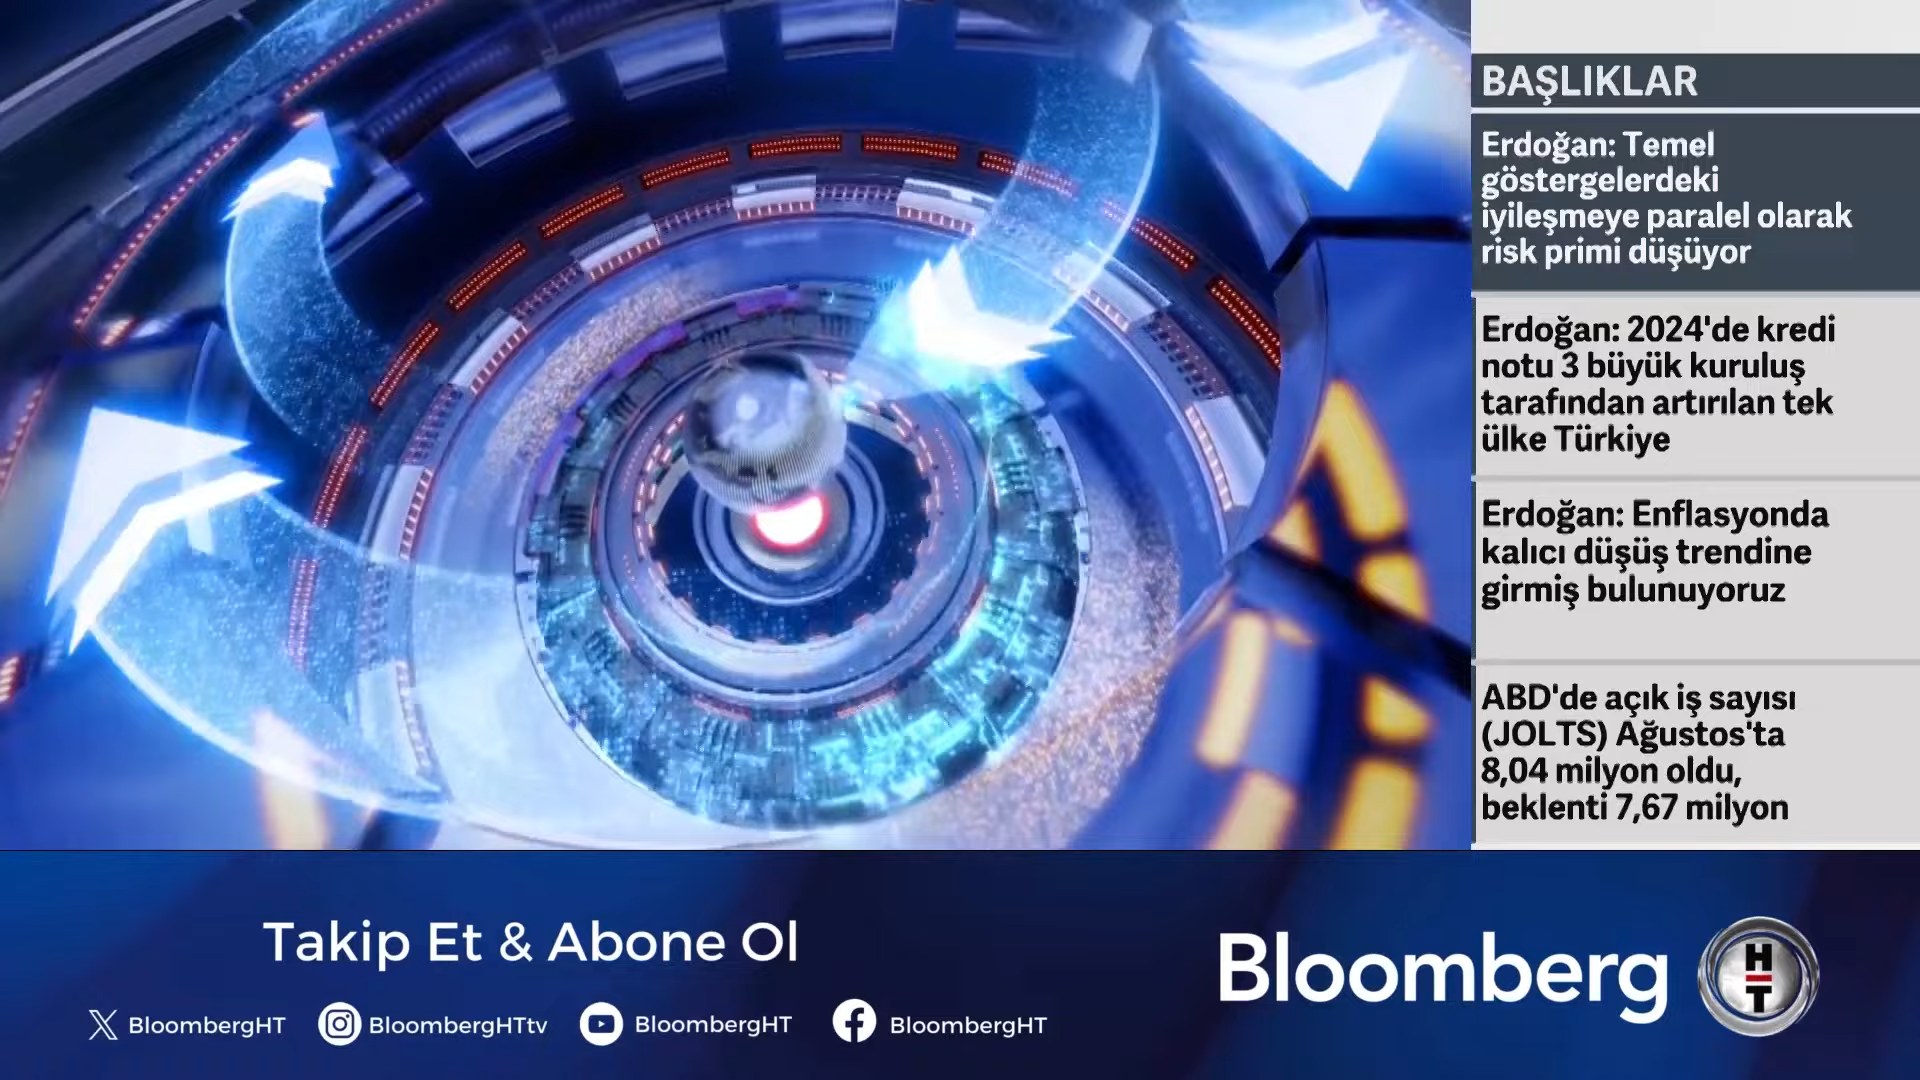 BAŞLIKLAR
Erdoğan: Temel
göstergelerdeki
iyileşmeye paralel olarak
risk primi düşüyor
Erdoğan: 2024'de kredi
notu 3 büyük kuruluş
tarafından artırılan tek
ülke Türkiye
Erdoğan: Enflasyonda
kalıcı düşüş trendine
girmiş bulunuyoruz
ABD'de açık iş sayısı
(JOLTS) Ağustos'ta
8,04 milyon oldu,
beklenti 7,67 milyon
Takip Et & Abone Ol
BloombergHT
BloombergHTtv
BloombergHT
BloombergHT
Bloomberg
HT